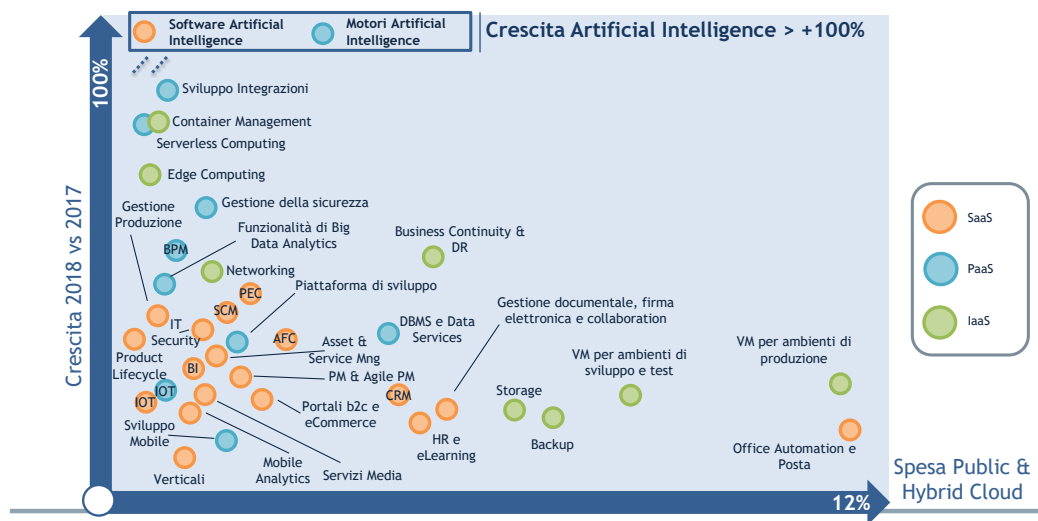 Software Artificial
Intelligence
Motori Artificial
Intelligence
Crescita Artificial Intelligence > +100%
100%
Crescita 2018 vs 2017
Sviluppo Integrazioni
Container Management
Serverless Computing
Edge Computing
Gestione
Produzione
Gestione della sicurezza
Funzionalità di Big
Data Analytics
BPM
Business Continuity &
DR
Networking
Piattaforma di sviluppo
PEC
SCM
Gestione documentale, firma
elettronica e collaboration
IT
Security
AFC
DBMS e Data
Services
Asset &
Service Mng
Product
Lifecycle
BI
PM & Agile PM
VM per ambienti di
sviluppo e test
VM per ambienti di
produzione
IOT
IOT
CRM
Storage
Portali b2c e
eCommerce
Sviluppo
Mobile
HR e
eLearning
Backup
Office Automation e
Posta
Verticali
Mobile
Analytics
Servizi Media
SaaS
PaaS
IaaS
12%
Spesa Public &
Hybrid Cloud